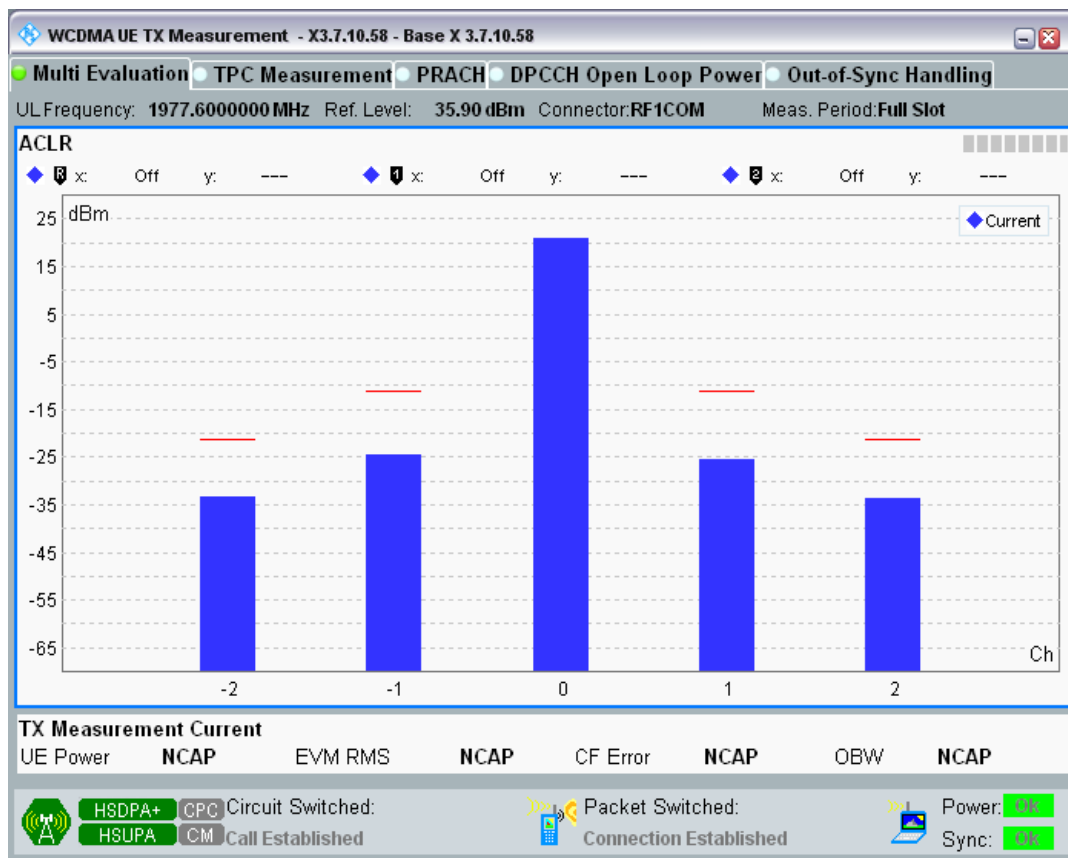 WCDMA UE TX Measurement - X3.7.10.58 - Base X 3.7.10.58
Multi Evaluation TPC Measurement PRACH DPCCH Open Loop Power Out-of-Sync Handling
UL Frequency: 1977.6000000 MHz Ref. Level: 35.90 dBm Connector:RF1COM Meas. Period:Full Slot
ACLR
R x: Off y: --- 1 x: Off y: --- 2 x: Off y: ---
dBm
Current
25
15
5
-5
-15
-25
-35
-45
-55
-65
Ch
-2 -1 0 1 2
TX Measurement Current
UE Power NCAP EVM RMS NCAP CF Error NCAP OBW NCAP
HSDPA+ CPC Circuit Switched: Packet Switched: Power: OK
HSUPA CM Call Established Connection Established Sync: OK